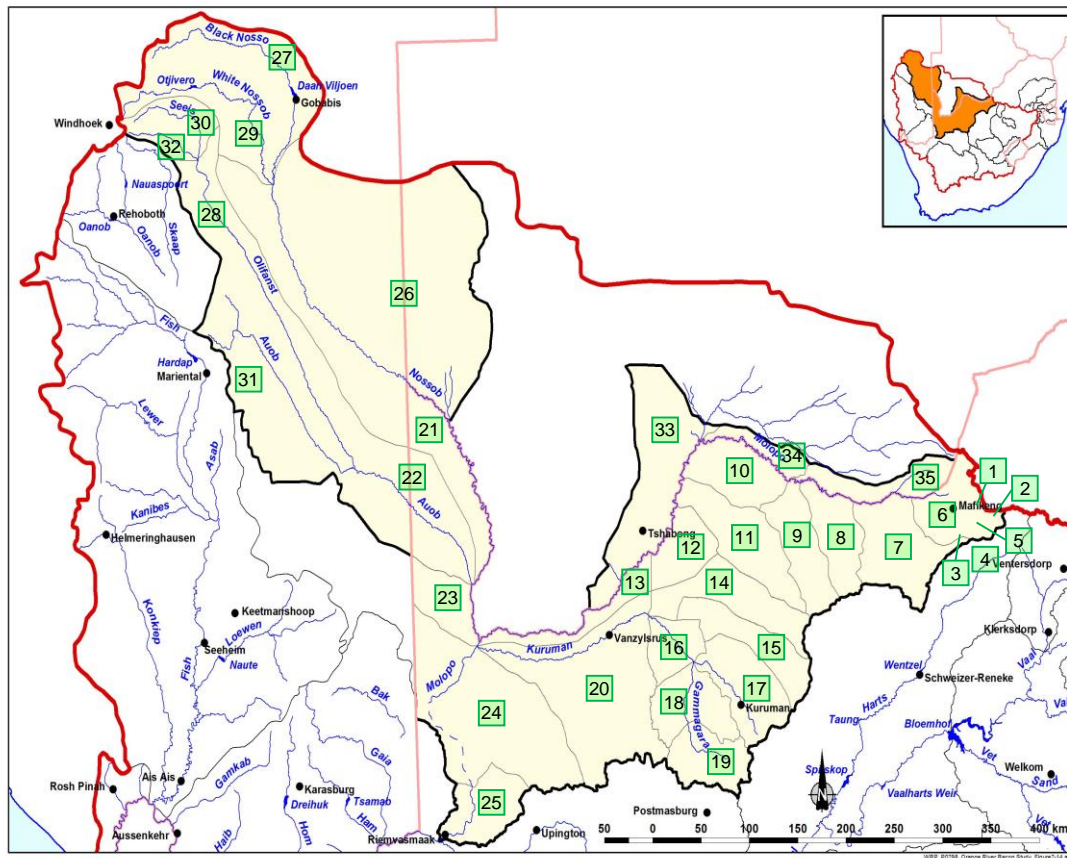 Black Nosso
27
Otjivero
White Nossob
Daan Viljoen
Gobabis
Seeis
30
29
Windhoek
32
Nauaspoort
Rehoboth
28
Oanob
Oanob
Skaap
26
Olifanst
Fish
Auob
Hardap
Mariental
31
Nossob
Lewer
21
33
Molopo
34
Asab
10
22
35
1
2
Auob
Kanibes
Mafikeng
6
Helmeringhausen
Tshabong
12
11
9
8
7
5
3
4
Ventersdorp
13
14
23
Keetmanshoop
Konkiep
Loewen
Seeheim
Naute
Fish
Kuruman
Vanzylsrus
16
15
Klerksdorp
Vaal
Wentzel
Schweizer-Reneke
Molopo
Bak
20
18
17
Gammagara
Kuruman
Harts
Taung
24
Bloemhof
Gaia
19
Vet
Sand
Welkom
Ais Ais
Gamkab
Rosh Pinah
Karasburg
Dreihuk
Tsamab
Spitskop
Vaalharts Weir
25
Postmasburg
Aussenkehr
Haib
Hom
Ham
Riemvasmaak
Upington
Vet
50 0 50 100 150 200 250 300 350 400 km